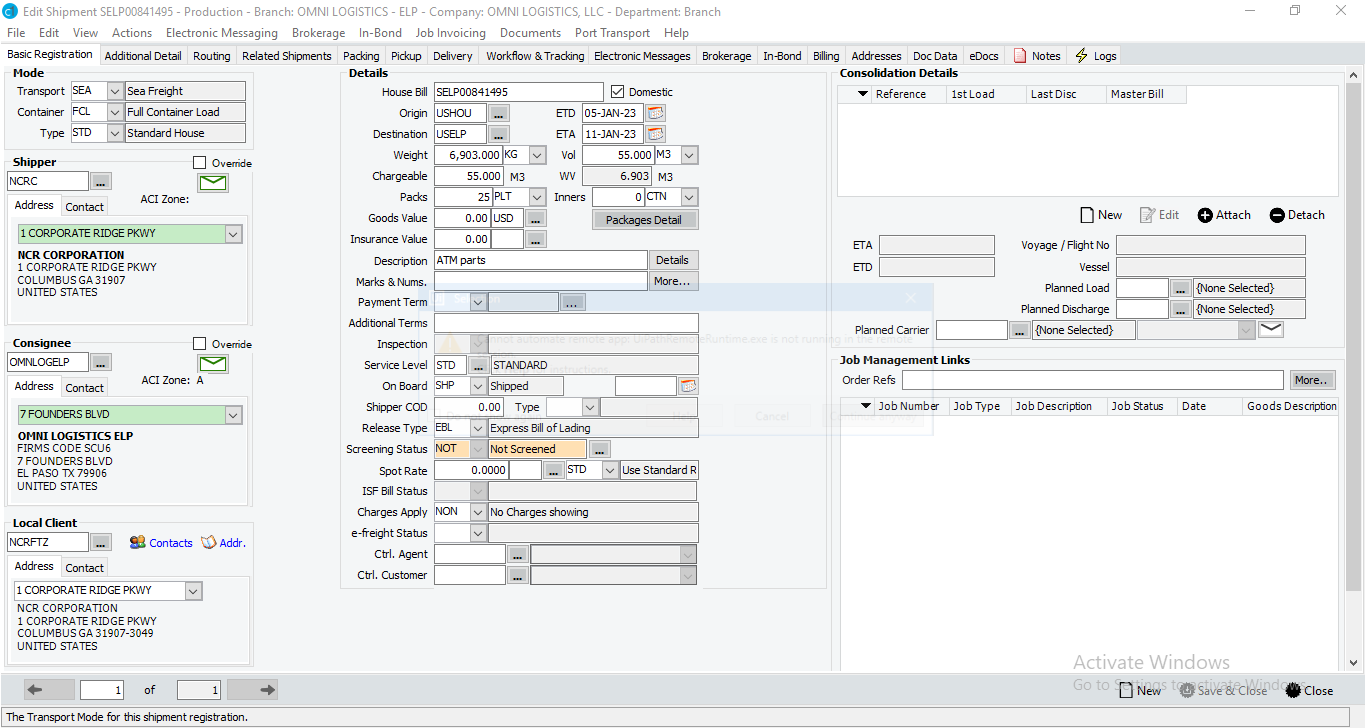 Edit Shipment SELP00841495 - Production - Branch: OMNI LOGISTICS - ELP - Company: OMNI LOGISTICS, LLC - Department: Branch
File Edit View Actions Electronic Messaging Brokerage In-Bond Job Invoicing Documents Port Transport Help
Basic Registration Additional Detail Routing Related Shipments Packing Pickup Delivery Workflow & Tracking Electronic Messages Brokerage In-Bond Billing Addresses Doc Data eDocs Notes Logs
Mode
Transport SEA Sea Freight
Container FCL Full Container Load
Type STD Standard House
Shipper Override
NCRC ...
ACI Zone:
Address Contact
1 CORPORATE RIDGE PKWY
NCR CORPORATION
1 CORPORATE RIDGE PKWY
COLUMBUS GA 31907
UNITED STATES
Consignee Override
OMNLOGELP ...
ACI Zone: A
Address Contact
7 FOUNDERS BLVD
OMNI LOGISTICS ELP
FIRMS CODE SCU6
7 FOUNDERS BLVD
EL PASO TX 79906
UNITED STATES
Local Client
NCRFTZ ... Contacts Addr.
Address Contact
1 CORPORATE RIDGE PKWY
NCR CORPORATION
1 CORPORATE RIDGE PKWY
COLUMBUS GA 31907-3049
UNITED STATES
Details
House Bill SELP00841495 Domestic
Origin USHOU ... ETD 05-JAN-23
Destination USELP ... ETA 11-JAN-23
Weight 6,903.000 KG Vol 55.000 M3
Chargeable 55.000 M3 WV 6.903 M3
Packs 25 PLT Inners 0 CTN
Goods Value 0.00 USD ... Packages Detail
Insurance Value 0.00 ...
Description ATM parts Details
Marks & Nums. More...
Payment Term ...
Additional Terms
Cannot automate remote app: UiPathRemoteRuntime.exe is not running in the remote
Inspection
instructions
Service Level STD ... STANDARD
On Board SHP Shipped
Shipper COD 0.00 Type
Help Cancel
Release Type EBL Express Bill of Lading
Screening Status NOT Not Screened ...
Spot Rate 0.0000 ... STD Use Standard R
ISF Bill Status
Charges Apply NON No Charges showing
e-freight Status
Ctrl. Agent ...
Ctrl. Customer ...
Consolidation Details
Reference 1st Load Last Disc Master Bill
New Edit Attach Detach
ETA Voyage / Flight No
ETD Vessel
Planned Load ... {None Selected}
Planned Discharge ... {None Selected}
Planned Carrier ... {None Selected}
Job Management Links
Order Refs More..
Job Number Job Type Job Description Job Status Date Goods Description
Activate Windows
Go to Settings to activate Windows.
1 of 1 New Save & Close Close
The Transport Mode for this shipment registration.